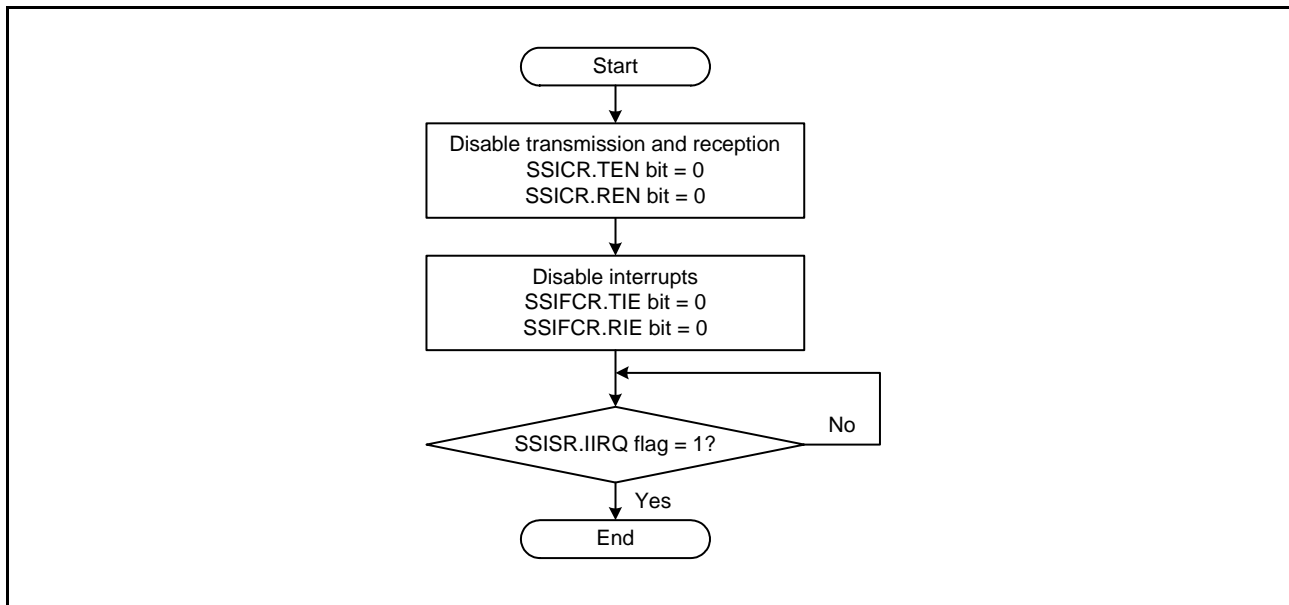 Start
Disable transmission and reception
SSICR.TEN bit = 0
SSICR.REN bit = 0
Disable interrupts
SSIFCR.TIE bit = 0
SSIFCR.RIE bit = 0
No
SSISR.IIRQ flag = 1?
Yes
End